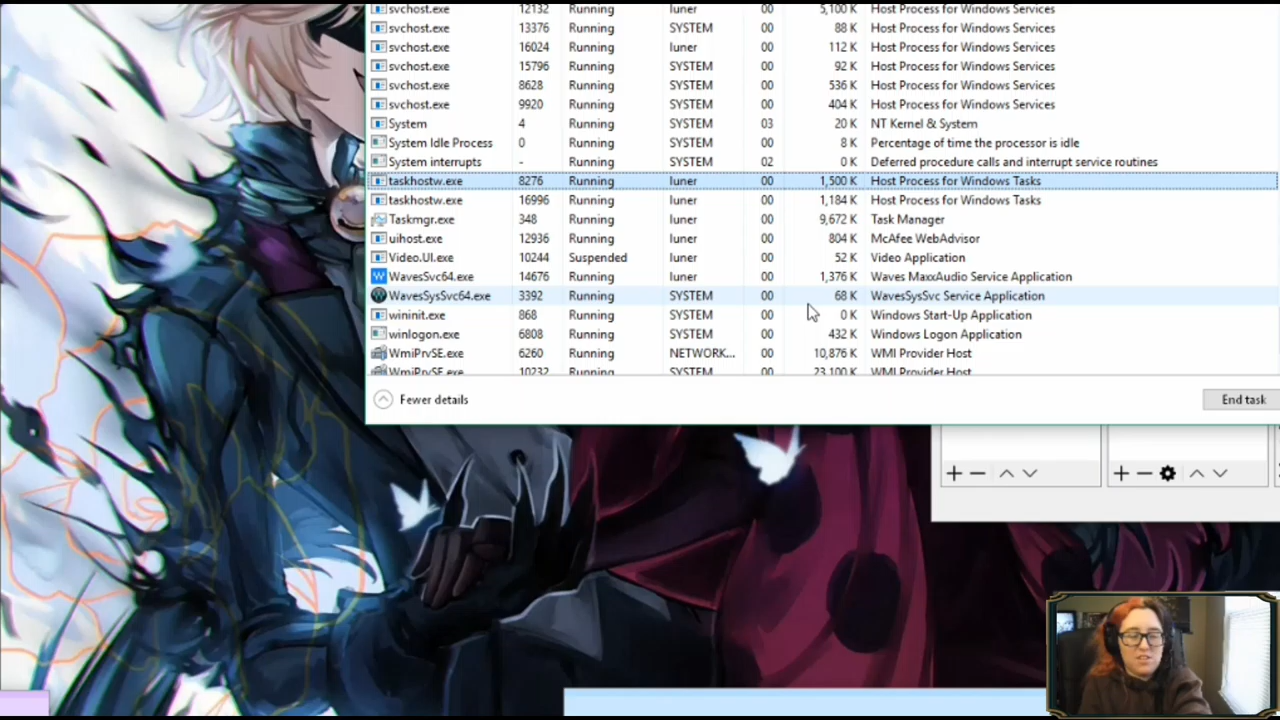 svchost.exe 12132 Running luner 00 5,100 K Host Process for Windows Services
svchost.exe 13376 Running SYSTEM 00 88 K Host Process for Windows Services
svchost.exe 16024 Running luner 00 112 K Host Process for Windows Services
svchost.exe 15796 Running SYSTEM 00 92 K Host Process for Windows Services
svchost.exe 8628 Running SYSTEM 00 536 K Host Process for Windows Services
svchost.exe 9920 Running SYSTEM 00 404 K Host Process for Windows Services
System 4 Running SYSTEM 03 20 K NT Kernel & System
System Idle Process 0 Running SYSTEM 00 8 K Percentage of time the processor is idle
System interrupts - Running SYSTEM 02 0 K Deferred procedure calls and interrupt service routines
taskhostw.exe 8276 Running luner 00 1,500 K Host Process for Windows Tasks
taskhostw.exe 16996 Running luner 00 1,184 K Host Process for Windows Tasks
Taskmgr.exe 348 Running luner 00 9,672 K Task Manager
uihost.exe 12936 Running luner 00 804 K McAfee WebAdvisor
Video.UI.exe 10244 Suspended luner 00 52 K Video Application
WavesSvc64.exe 14676 Running luner 00 1,376 K Waves MaxxAudio Service Application
WavesSysSvc64.exe 3392 Running SYSTEM 00 68 K WavesSysSvc Service Application
wininit.exe 868 Running SYSTEM 00 0 K Windows Start-Up Application
winlogon.exe 6808 Running SYSTEM 00 432 K Windows Logon Application
WmiPrvSE.exe 6260 Running NETWORK... 00 10,876 K WMI Provider Host
WmiPrvSE.exe 10232 Running SYSTEM 00 23,100 K WMI Provider Host
Fewer details
End task